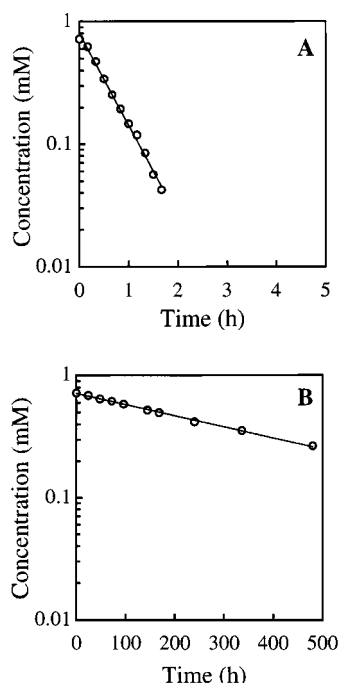 1
A
Concentration (mM)
0.1
0.01
0 1 2 3 4 5
Time (h)
1
B
Concentration (mM)
0.1
0.01
0 100 200 300 400 500
Time (h)